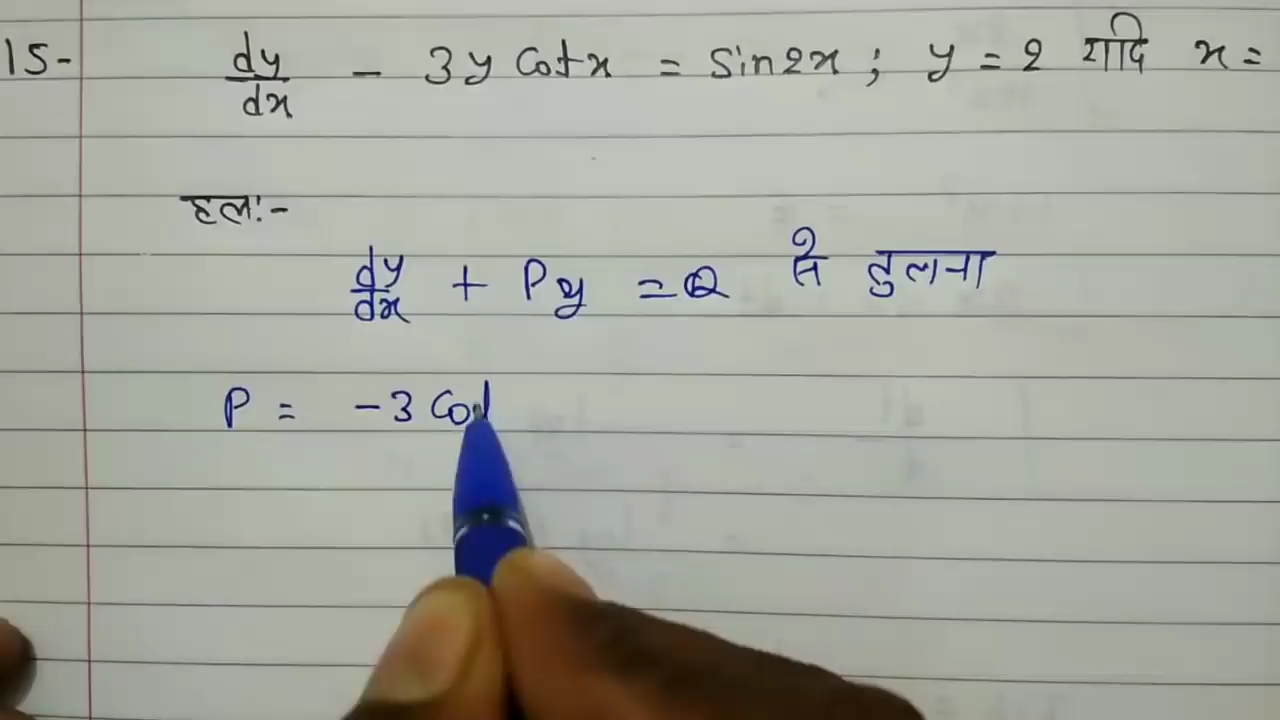 15- dy/dx - 3y Cotx = Sin2x ; y = 2 यदि x =
हलः-
dy/dx + Py = Q से तुलना
P = -3 Cot